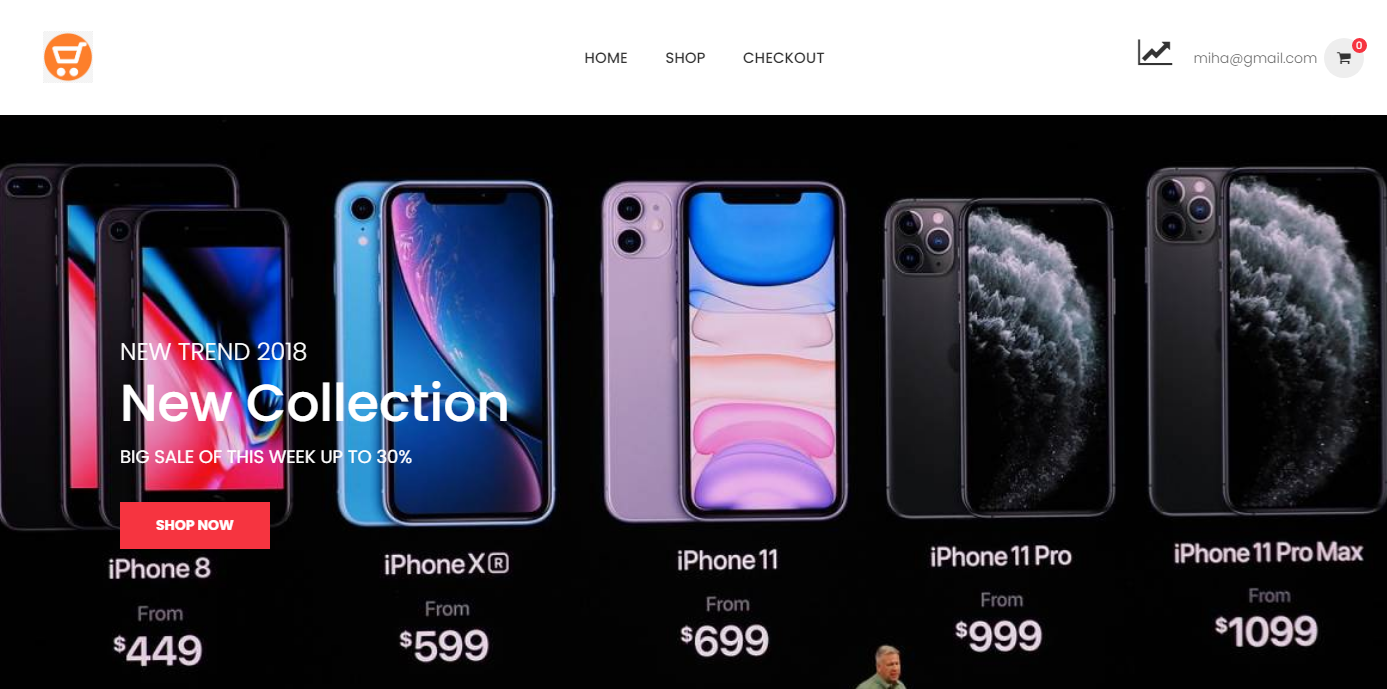 HOME SHOP CHECKOUT
miha@gmail.com 0
NEW TREND 2018
New Collection
BIG SALE OF THIS WEEK UP TO 30%
SHOP NOW
iPhone 8
From
$449
iPhone XR
From
$599
iPhone 11
From
$699
iPhone 11 Pro
From
$999
iPhone 11 Pro Max
From
$1099